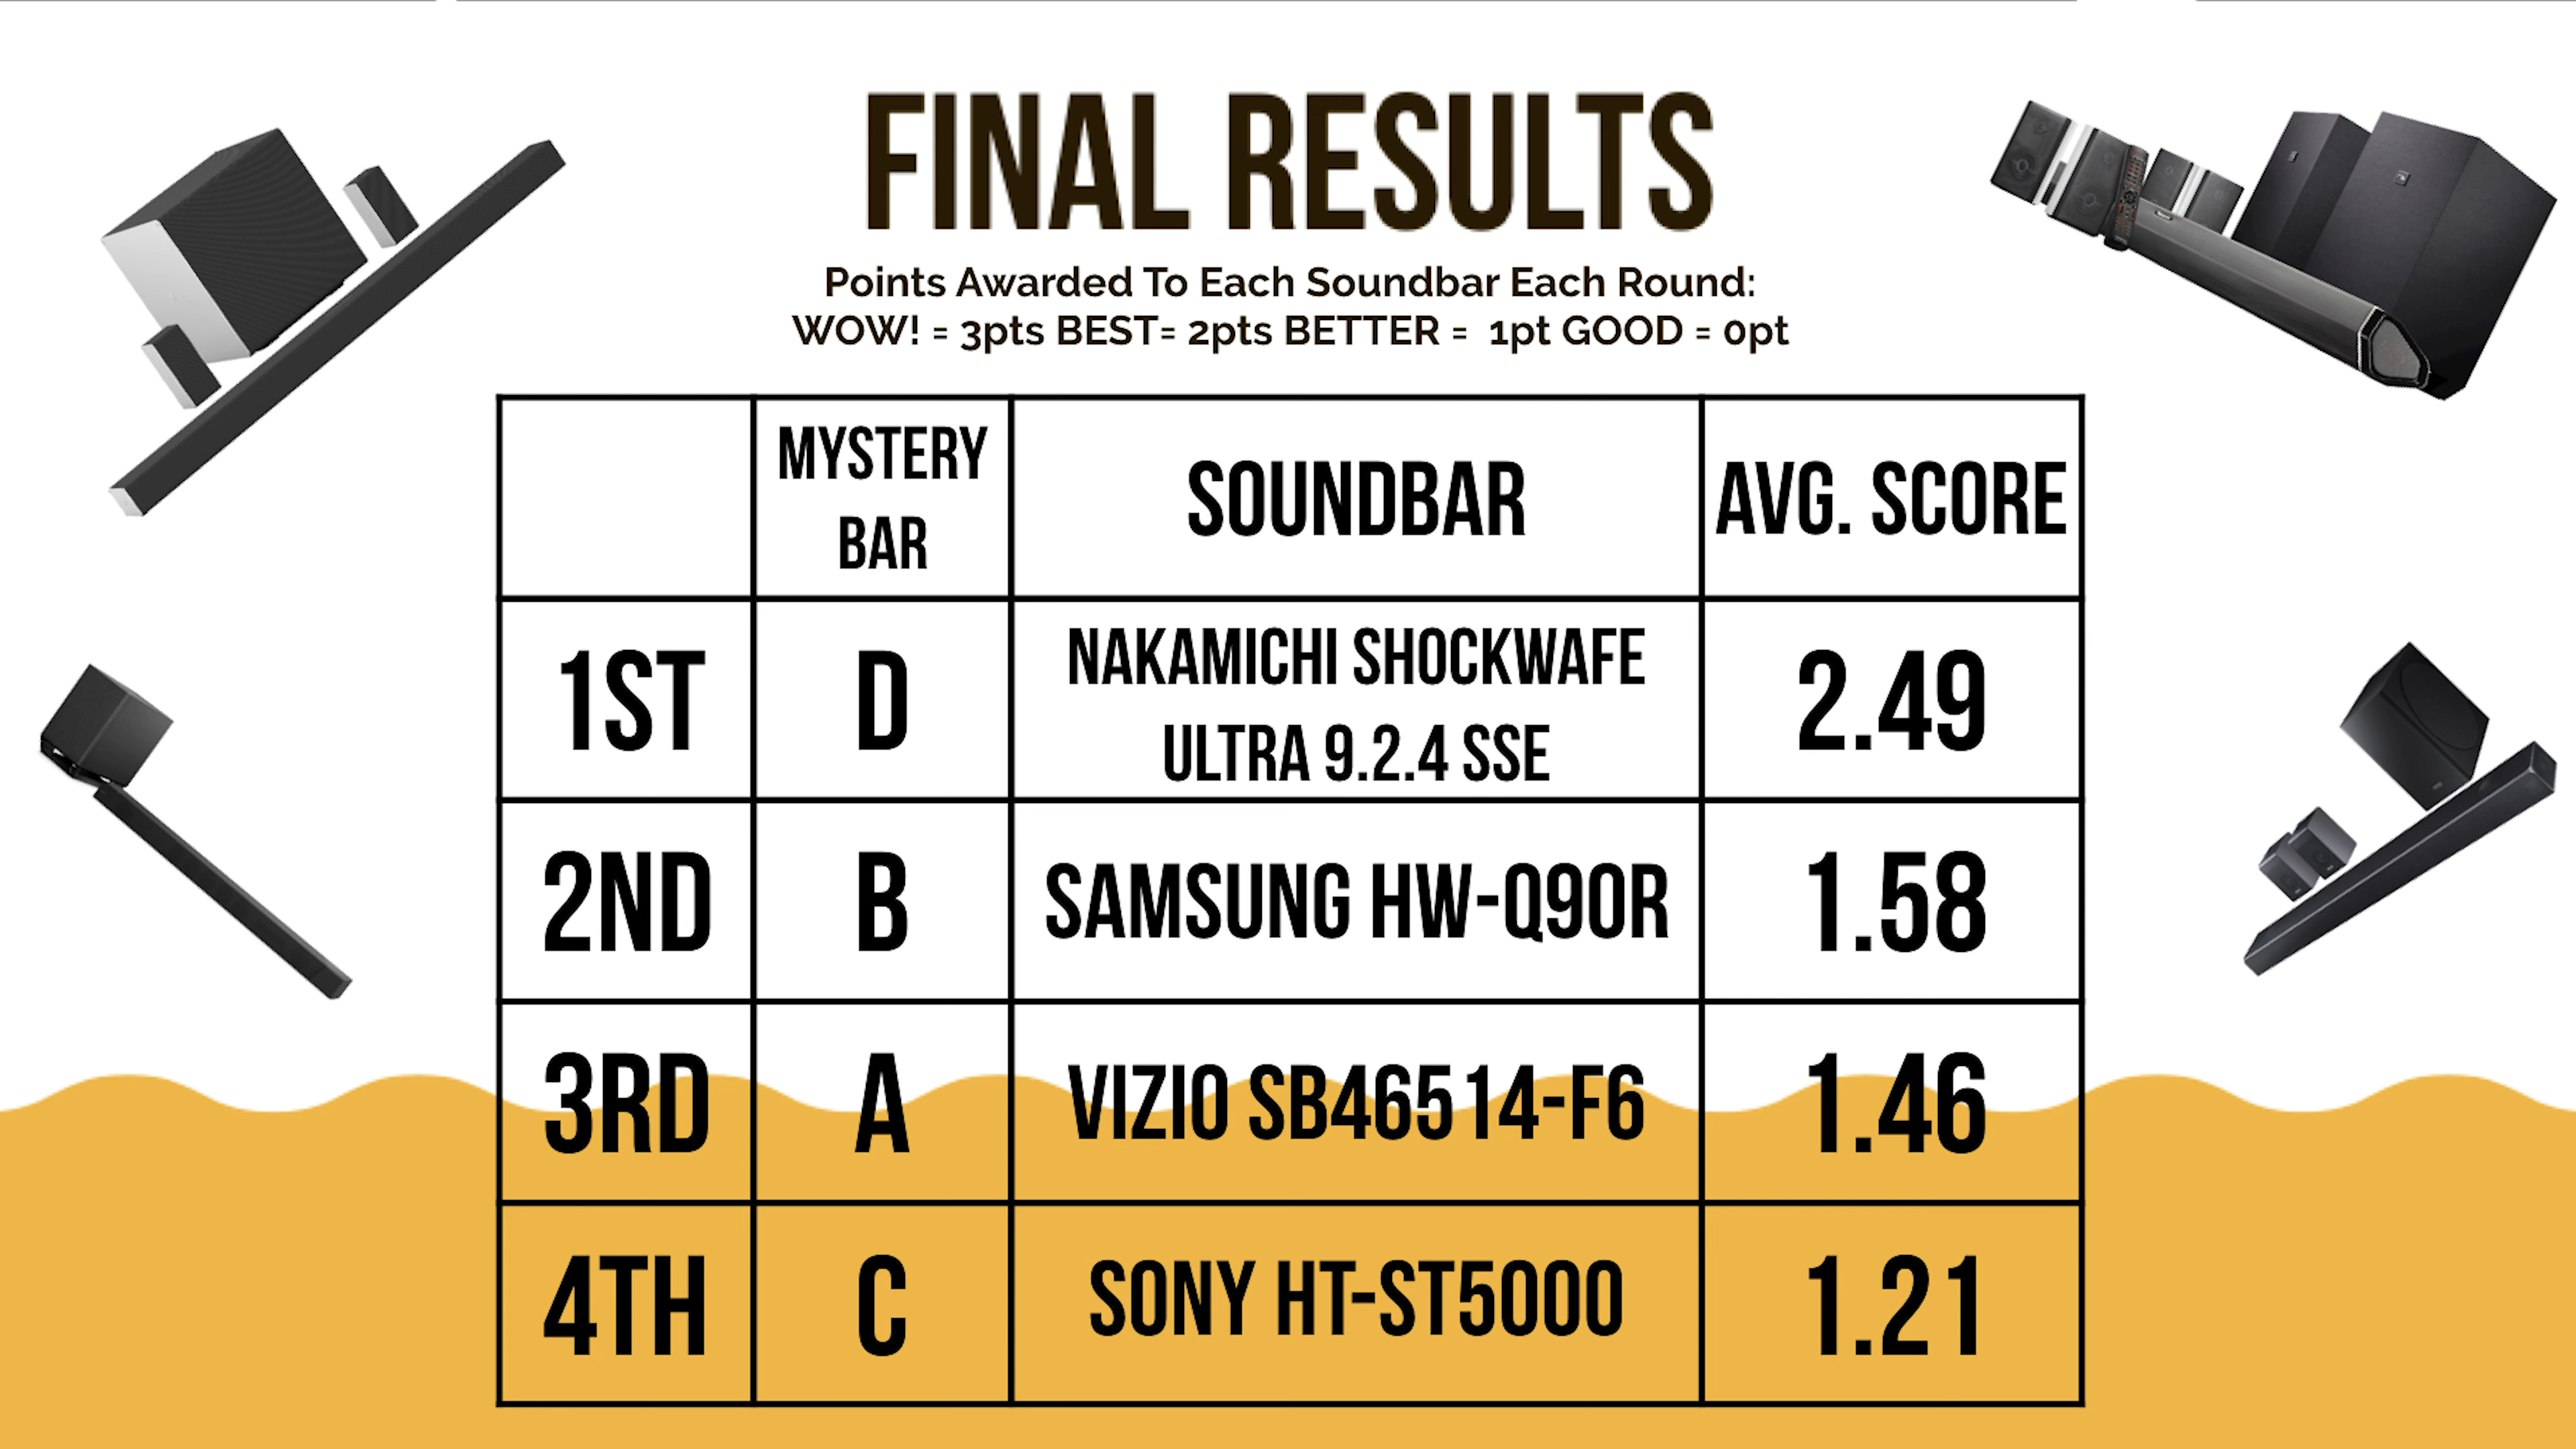 FINAL RESULTS
Points Awarded To Each Soundbar Each Round:
WOW! = 3pts BEST= 2pts BETTER = 1pt GOOD = 0pt
MYSTERY
BAR
SOUNDBAR
AVG. SCORE
1ST
D
NAKAMICHI SHOCKWAFE
ULTRA 9.2.4 SSE
2.49
2ND
B
SAMSUNG HW-Q90R
1.58
3RD
A
VIZIO SB46514-F6
1.46
4TH
C
SONY HT-ST5000
1.21